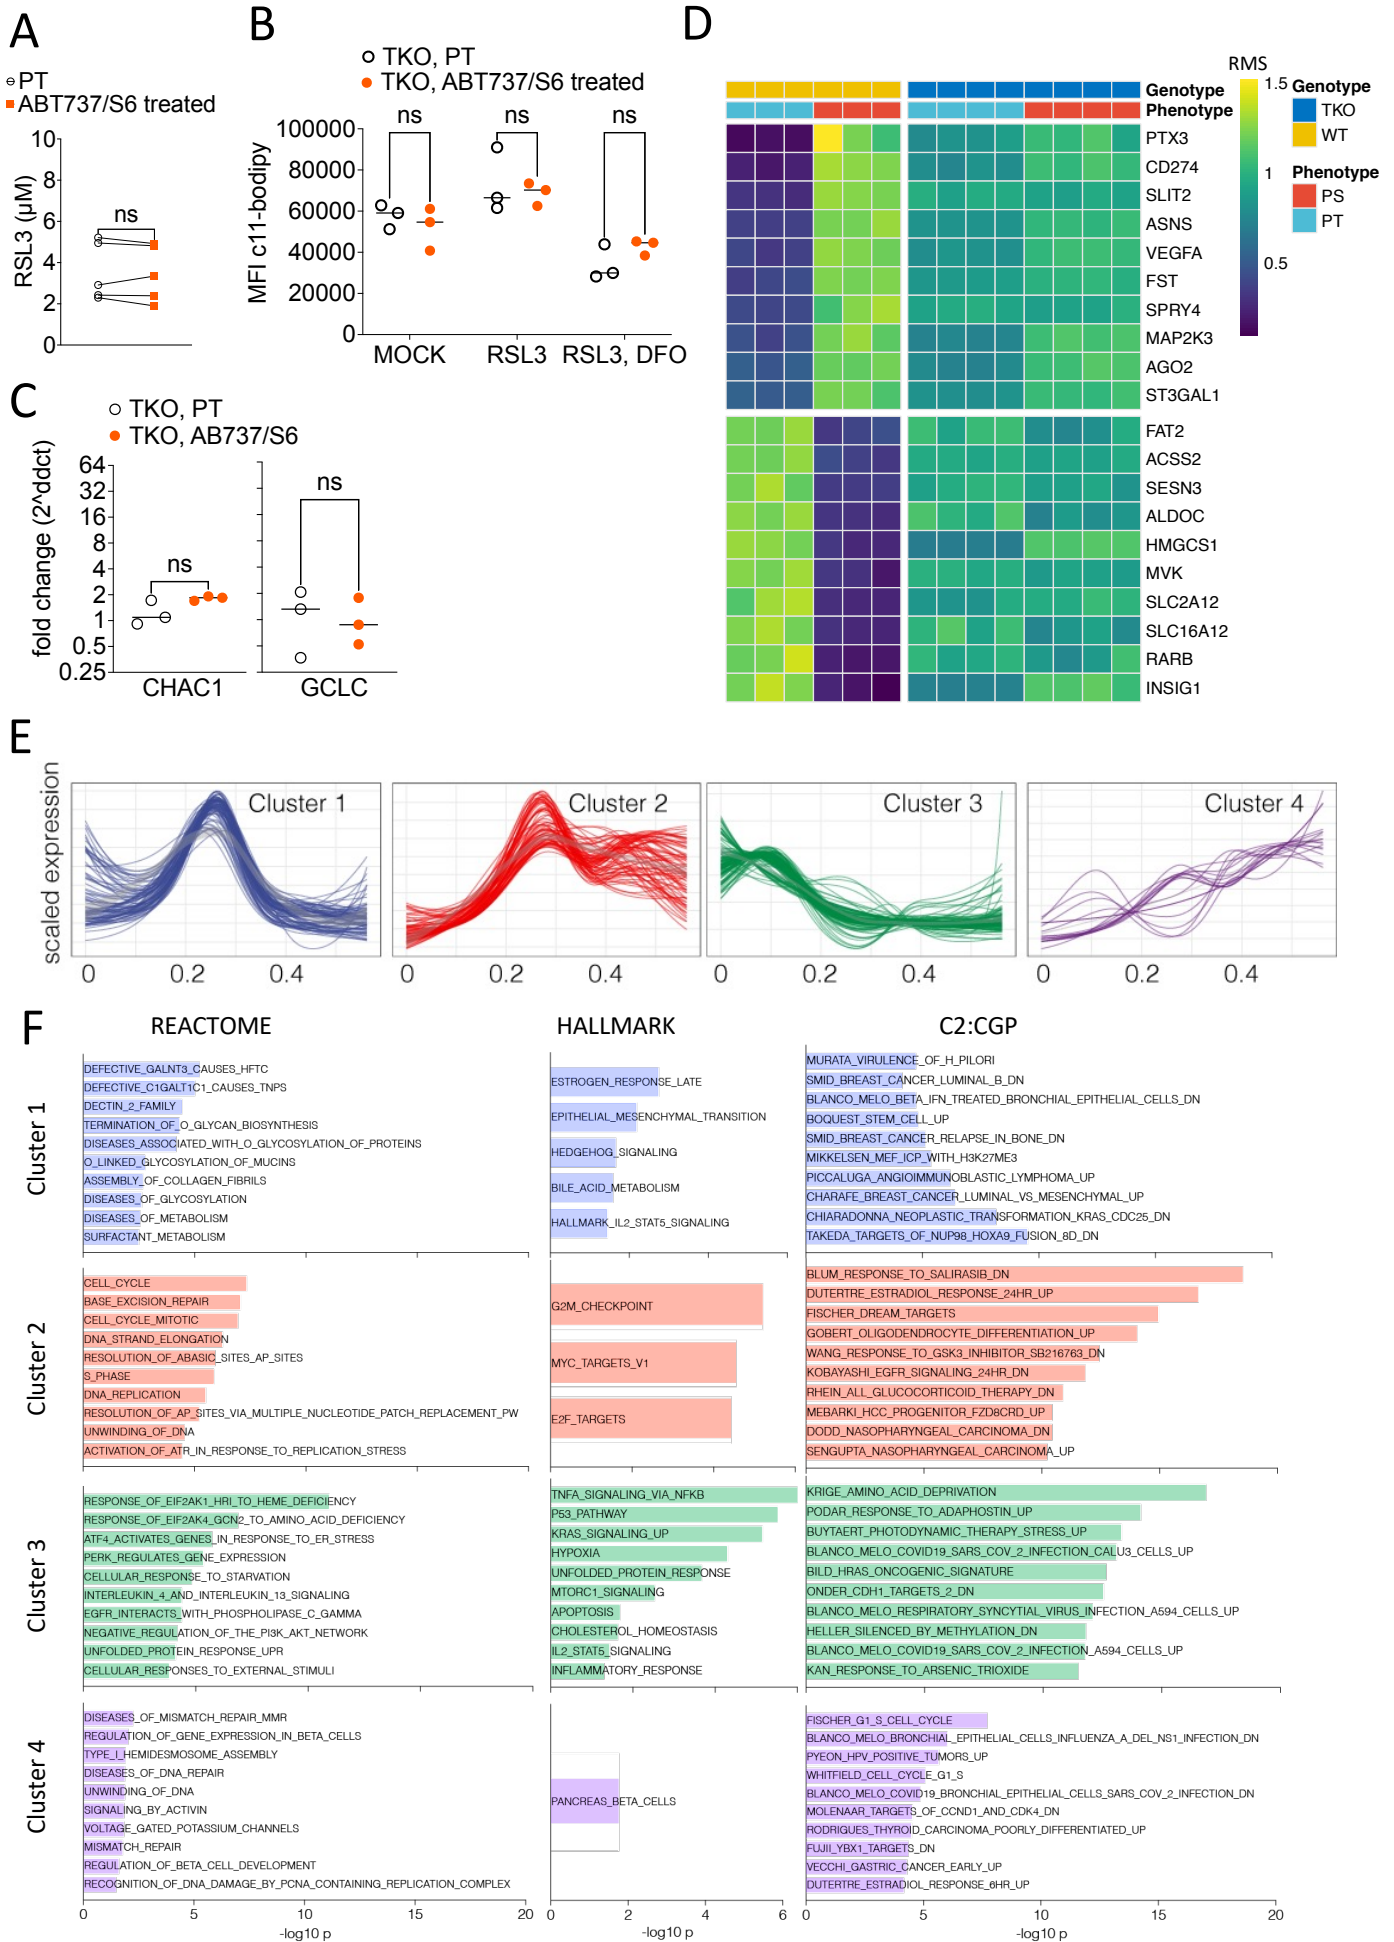 A
PT
ABT737/S6 treated
10
8
6
4
2
0
RSL3 (µM)
ns
B
TKO, PT
TKO, ABT737/S6 treated
100000
80000
60000
40000
20000
0
MFI c11-bodipy
ns
ns
ns
MOCK
RSL3
RSL3, DFO
C
TKO, PT
TKO, AB737/S6
fold change (2^ddct)
64
32
16
8
4
2
1
0.5
0.25
ns
ns
CHAC1
GCLC
D
RMS
1.5
1
0.5
Genotype
Phenotype
Genotype
TKO
WT
Phenotype
PS
PT
PTX3
CD274
SLIT2
ASNS
VEGFA
FST
SPRY4
MAP2K3
AGO2
ST3GAL1
FAT2
ACSS2
SESN3
ALDOC
HMGCS1
MVK
SLC2A12
SLC16A12
RARB
INSIG1
E
scaled expression
Cluster 1
Cluster 2
Cluster 3
Cluster 4
0 0.2 0.4
0 0.2 0.4
0 0.2 0.4
0 0.2 0.4
F
REACTOME
HALLMARK
C2:CGP
Cluster 1
DEFECTIVE_GALNT3_CAUSES_HFTC
DEFECTIVE_C1GALT1C1_CAUSES_TNPS
DECTIN_2_FAMILY
TERMINATION_OF_O_GLYCAN_BIOSYNTHESIS
DISEASES_ASSOCIATED_WITH_O_GLYCOSYLATION_OF_PROTEINS
O_LINKED_GLYCOSYLATION_OF_MUCINS
ASSEMBLY_OF_COLLAGEN_FIBRILS
DISEASES_OF_GLYCOSYLATION
DISEASES_OF_METABOLISM
SURFACTANT_METABOLISM
ESTROGEN_RESPONSE_LATE
EPITHELIAL_MESENCHYMAL_TRANSITION
HEDGEHOG_SIGNALING
BILE_ACID_METABOLISM
HALLMARK_IL2_STAT5_SIGNALING
MURATA_VIRULENCE_OF_H_PILORI
SMID_BREAST_CANCER_LUMINAL_B_DN
BLANCO_MELO_BETA_IFN_TREATED_BRONCHIAL_EPITHELIAL_CELLS_DN
BOQUEST_STEM_CELL_UP
SMID_BREAST_CANCER_RELAPSE_IN_BONE_DN
MIKKELSEN_MEF_ICP_WITH_H3K27ME3
PICCALUGA_ANGIOIMMUNOBLASTIC_LYMPHOMA_UP
CHARAFE_BREAST_CANCER_LUMINAL_VS_MESENCHYMAL_UP
CHIARADONNA_NEOPLASTIC_TRANSFORMATION_KRAS_CDC25_DN
TAKEDA_TARGETS_OF_NUP98_HOXA9_FUSION_8D_DN
Cluster 2
CELL_CYCLE
BASE_EXCISION_REPAIR
CELL_CYCLE_MITOTIC
DNA_STRAND_ELONGATION
RESOLUTION_OF_ABASIC_SITES_AP_SITES
S_PHASE
DNA_REPLICATION
RESOLUTION_OF_AP_SITES_VIA_MULTIPLE_NUCLEOTIDE_PATCH_REPLACEMENT_PW
UNWINDING_OF_DNA
ACTIVATION_OF_ATR_IN_RESPONSE_TO_REPLICATION_STRESS
G2M_CHECKPOINT
MYC_TARGETS_V1
E2F_TARGETS
BLUM_RESPONSE_TO_SALIRASIB_DN
DUTERTRE_ESTRADIOL_RESPONSE_24HR_UP
FISCHER_DREAM_TARGETS
GOBERT_OLIGODENDROCYTE_DIFFERENTIATION_UP
WANG_RESPONSE_TO_GSK3_INHIBITOR_SB216763_DN
KOBAYASHI_EGFR_SIGNALING_24HR_DN
RHEIN_ALL_GLUCOCORTICOID_THERAPY_DN
MEBARKI_HCC_PROGENITOR_FZD8CRD_UP
DODD_NASOPHARYNGEAL_CARCINOMA_DN
SENGUPTA_NASOPHARYNGEAL_CARCINOMA_UP
Cluster 3
RESPONSE_OF_EIF2AK1_HRI_TO_HEME_DEFICIENCY
RESPONSE_OF_EIF2AK4_GCN2_TO_AMINO_ACID_DEFICIENCY
ATF4_ACTIVATES_GENES_IN_RESPONSE_TO_ER_STRESS
PERK_REGULATES_GENE_EXPRESSION
CELLULAR_RESPONSE_TO_STARVATION
INTERLEUKIN_4_AND_INTERLEUKIN_13_SIGNALING
EGFR_INTERACTS_WITH_PHOSPHOLIPASE_C_GAMMA
NEGATIVE_REGULATION_OF_THE_PI3K_AKT_NETWORK
UNFOLDED_PROTEIN_RESPONSE_UPR
CELLULAR_RESPONSES_TO_EXTERNAL_STIMULI
TNFA_SIGNALING_VIA_NFKB
P53_PATHWAY
KRAS_SIGNALING_UP
HYPOXIA
UNFOLDED_PROTEIN_RESPONSE
MTORC1_SIGNALING
APOPTOSIS
CHOLESTEROL_HOMEOSTASIS
IL2_STAT5_SIGNALING
INFLAMMATORY_RESPONSE
KRIGE_AMINO_ACID_DEPRIVATION
PODAR_RESPONSE_TO_ADAPHOSTIN_UP
BUYTAERT_PHOTODYNAMIC_THERAPY_STRESS_UP
BLANCO_MELO_COVID19_SARS_COV_2_INFECTION_CALU3_CELLS_UP
BILD_HRAS_ONCOGENIC_SIGNATURE
ONDER_CDH1_TARGETS_2_DN
BLANCO_MELO_RESPIRATORY_SYNCYTIAL_VIRUS_INFECTION_A594_CELLS_UP
HELLER_SILENCED_BY_METHYLATION_DN
BLANCO_MELO_COVID19_SARS_COV_2_INFECTION_A594_CELLS_UP
KAN_RESPONSE_TO_ARSENIC_TRIOXIDE
Cluster 4
DISEASES_OF_MISMATCH_REPAIR_MMR
REGULATION_OF_GENE_EXPRESSION_IN_BETA_CELLS
TYPE_I_HEMIDESMOSOME_ASSEMBLY
DISEASES_OF_DNA_REPAIR
UNWINDING_OF_DNA
SIGNALING_BY_ACTIVIN
VOLTAGE_GATED_POTASSIUM_CHANNELS
MISMATCH_REPAIR
REGULATION_OF_BETA_CELL_DEVELOPMENT
RECOGNITION_OF_DNA_DAMAGE_BY_PCNA_CONTAINING_REPLICATION_COMPLEX
PANCREAS_BETA_CELLS
FISCHER_G1_S_CELL_CYCLE
BLANCO_MELO_BRONCHIAL_EPITHELIAL_CELLS_INFLUENZA_A_DEL_NS1_INFECTION_DN
PYEON_HPV_POSITIVE_TUMORS_UP
WHITFIELD_CELL_CYCLE_G1_S
BLANCO_MELO_COVID19_BRONCHIAL_EPITHELIAL_CELLS_SARS_COV_2_INFECTION_DN
MOLENAAR_TARGETS_OF_CCND1_AND_CDK4_DN
RODRIGUES_THYROID_CARCINOMA_POORLY_DIFFERENTIATED_UP
FUJII_YBX1_TARGETS_DN
VECCHI_GASTRIC_CANCER_EARLY_UP
DUTERTRE_ESTRADIOL_RESPONSE_6HR_UP
0 5 10 15 20
-log10 p
0 2 4 6
-log10 p
0 5 10 15 20
-log10 p